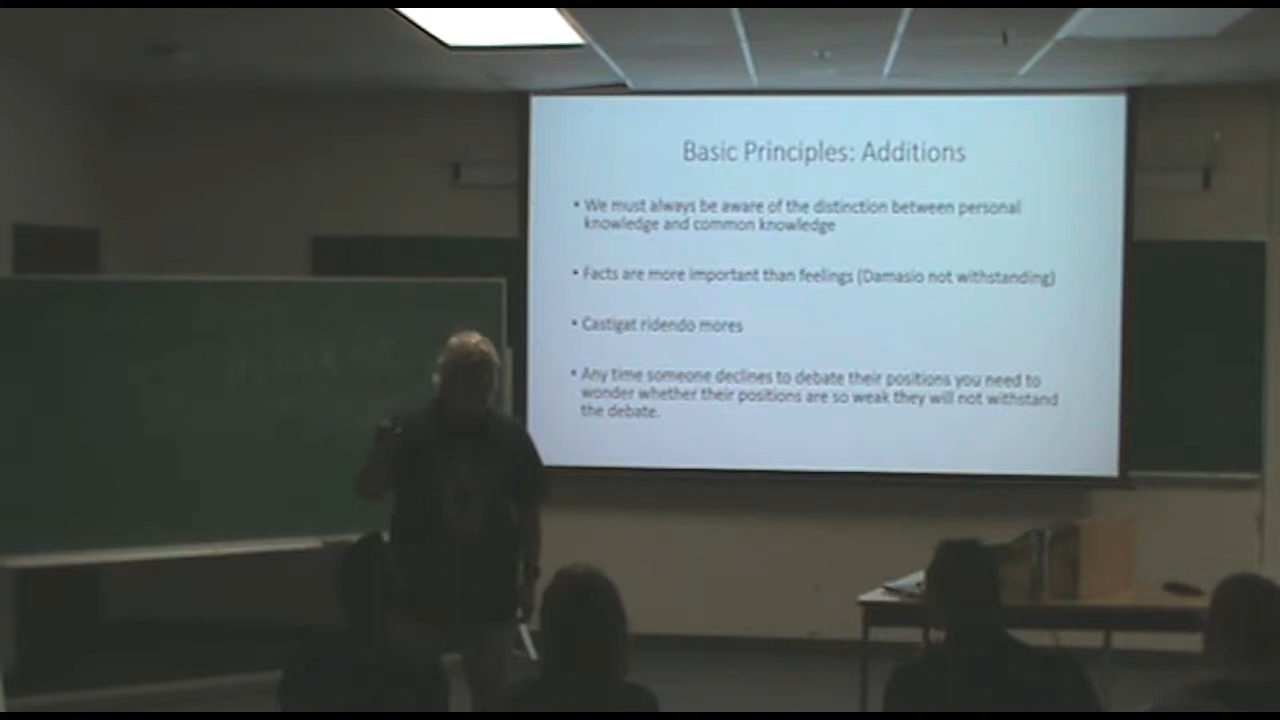 Basic Principles: Additions
• We must always be aware of the distinction between personal
knowledge and common knowledge
• Facts are more important than feelings (Damasio not withstanding)
• Castigat ridendo mores
• Any time someone declines to debate their positions you need to
wonder whether their positions are so weak they will not withstand
the debate.